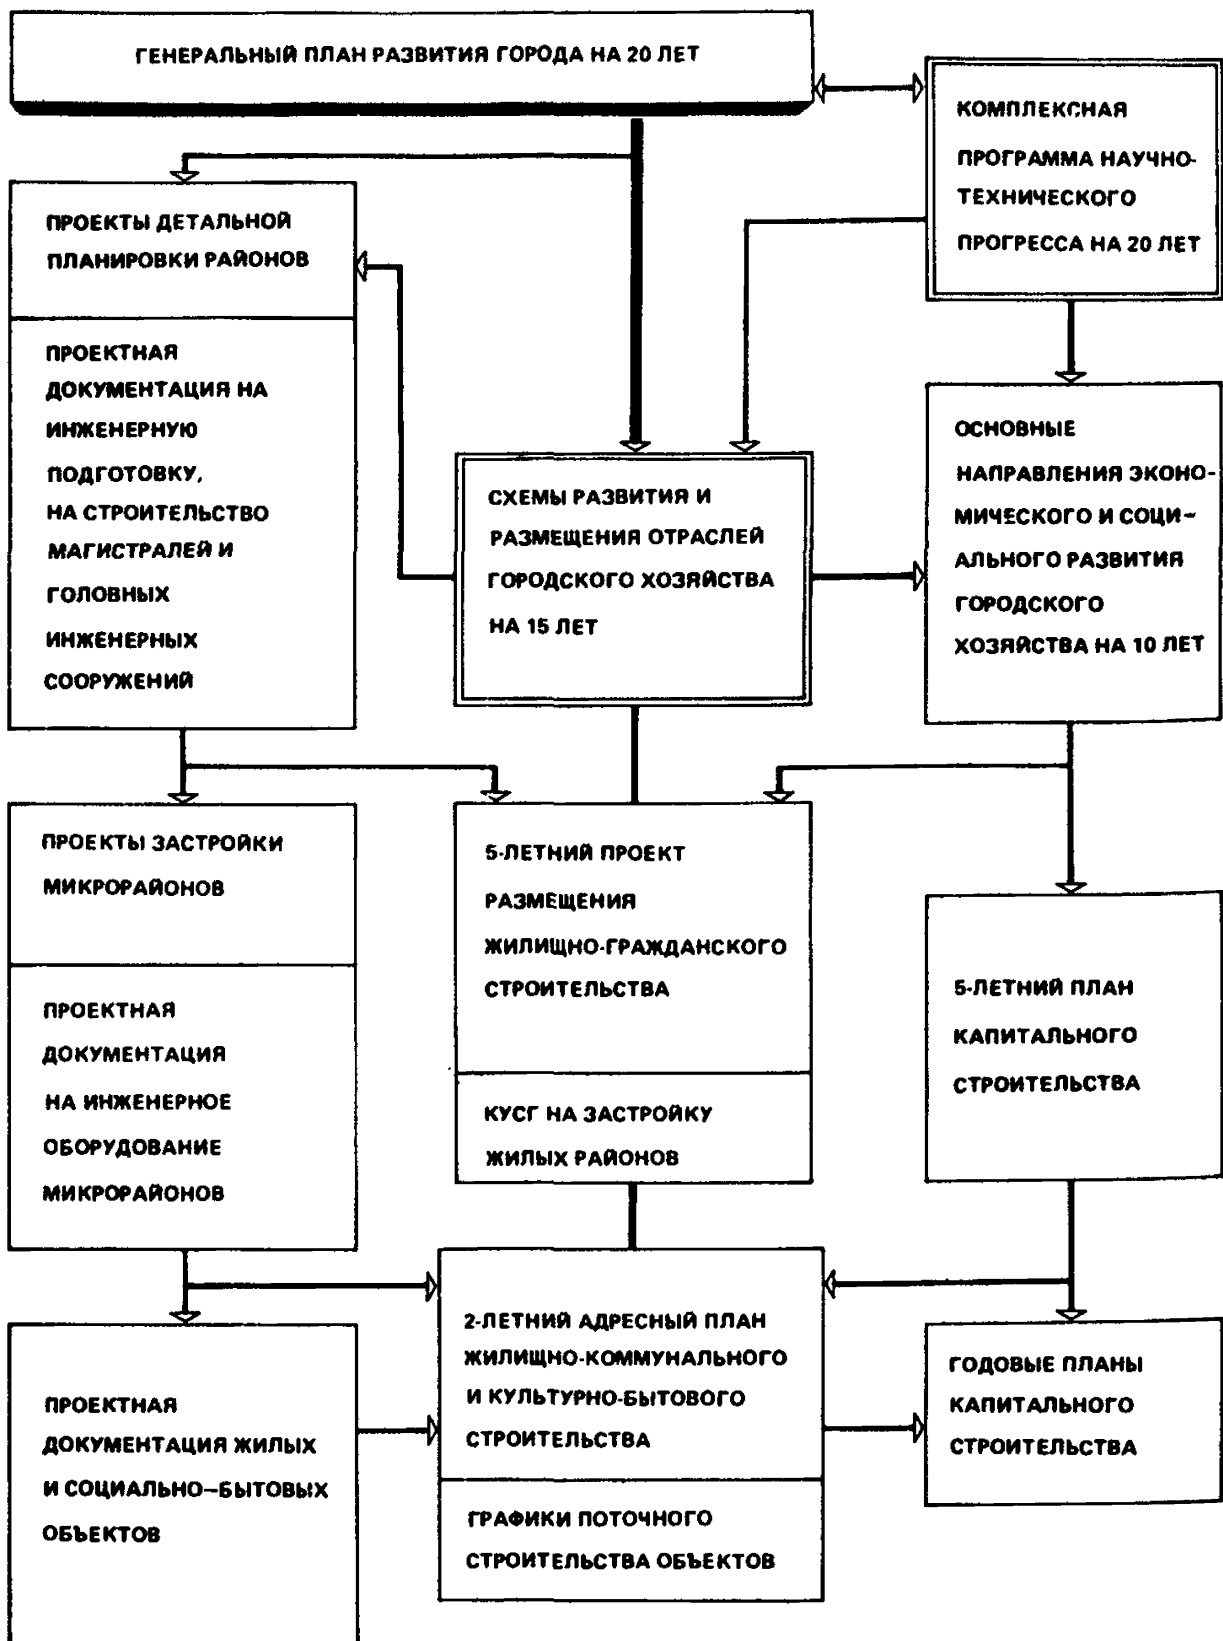 ГЕНЕРАЛЬНЫЙ ПЛАН РАЗВИТИЯ ГОРОДА НА 20 ЛЕТ
КОМПЛЕКСНАЯ
ПРОГРАММА НАУЧНО-
ТЕХНИЧЕСКОГО
ПРОГРЕССА НА 20 ЛЕТ
ПРОЕКТЫ ДЕТАЛЬНОЙ
ПЛАНИРОВКИ РАЙОНОВ
ПРОЕКТНАЯ
ДОКУМЕНТАЦИЯ НА
ИНЖЕНЕРНУЮ
ПОДГОТОВКУ,
НА СТРОИТЕЛЬСТВО
МАГИСТРАЛЕЙ И
ГОЛОВНЫХ
ИНЖЕНЕРНЫХ
СООРУЖЕНИЙ
СХЕМЫ РАЗВИТИЯ И
РАЗМЕЩЕНИЯ ОТРАСЛЕЙ
ГОРОДСКОГО ХОЗЯЙСТВА
НА 15 ЛЕТ
ОСНОВНЫЕ
НАПРАВЛЕНИЯ ЭКОНО-
МИЧЕСКОГО И СОЦИ-
АЛЬНОГО РАЗВИТИЯ
ГОРОДСКОГО
ХОЗЯЙСТВА НА 10 ЛЕТ
ПРОЕКТЫ ЗАСТРОЙКИ
МИКРОРАЙОНОВ
ПРОЕКТНАЯ
ДОКУМЕНТАЦИЯ
НА ИНЖЕНЕРНОЕ
ОБОРУДОВАНИЕ
МИКРОРАЙОНОВ
5-ЛЕТНИЙ ПРОЕКТ
РАЗМЕЩЕНИЯ
ЖИЛИЩНО-ГРАЖДАНСКОГО
СТРОИТЕЛЬСТВА
КУСГ НА ЗАСТРОЙКУ
ЖИЛЫХ РАЙОНОВ
5-ЛЕТНИЙ ПЛАН
КАПИТАЛЬНОГО
СТРОИТЕЛЬСТВА
ПРОЕКТНАЯ
ДОКУМЕНТАЦИЯ ЖИЛЫХ
И СОЦИАЛЬНО-БЫТОВЫХ
ОБЪЕКТОВ
2-ЛЕТНИЙ АДРЕСНЫЙ ПЛАН
ЖИЛИЩНО-КОММУНАЛЬНОГО
И КУЛЬТУРНО-БЫТОВОГО
СТРОИТЕЛЬСТВА
ГРАФИКИ ПОТОЧНОГО
СТРОИТЕЛЬСТВА ОБЪЕКТОВ
ГОДОВЫЕ ПЛАНЫ
КАПИТАЛЬНОГО
СТРОИТЕЛЬСТВА